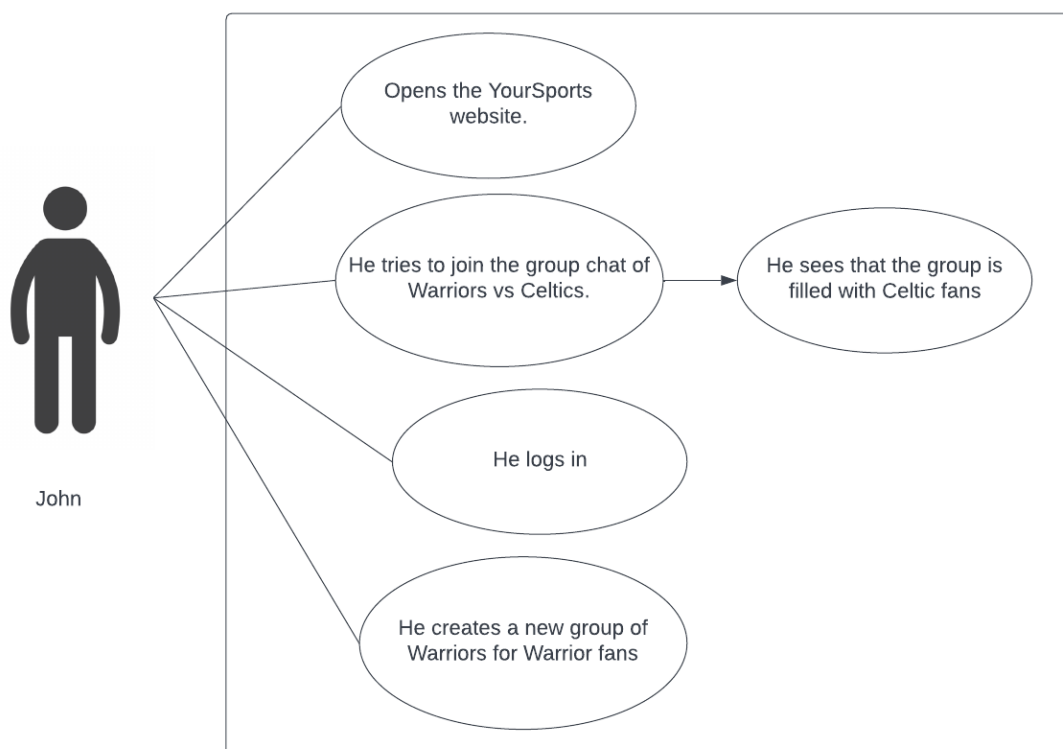 Opens the YourSports
website.
He tries to join the group chat of
Warriors vs Celtics.
He sees that the group is
filled with Celtic fans
He logs in
John
He creates a new group of
Warriors for Warrior fans